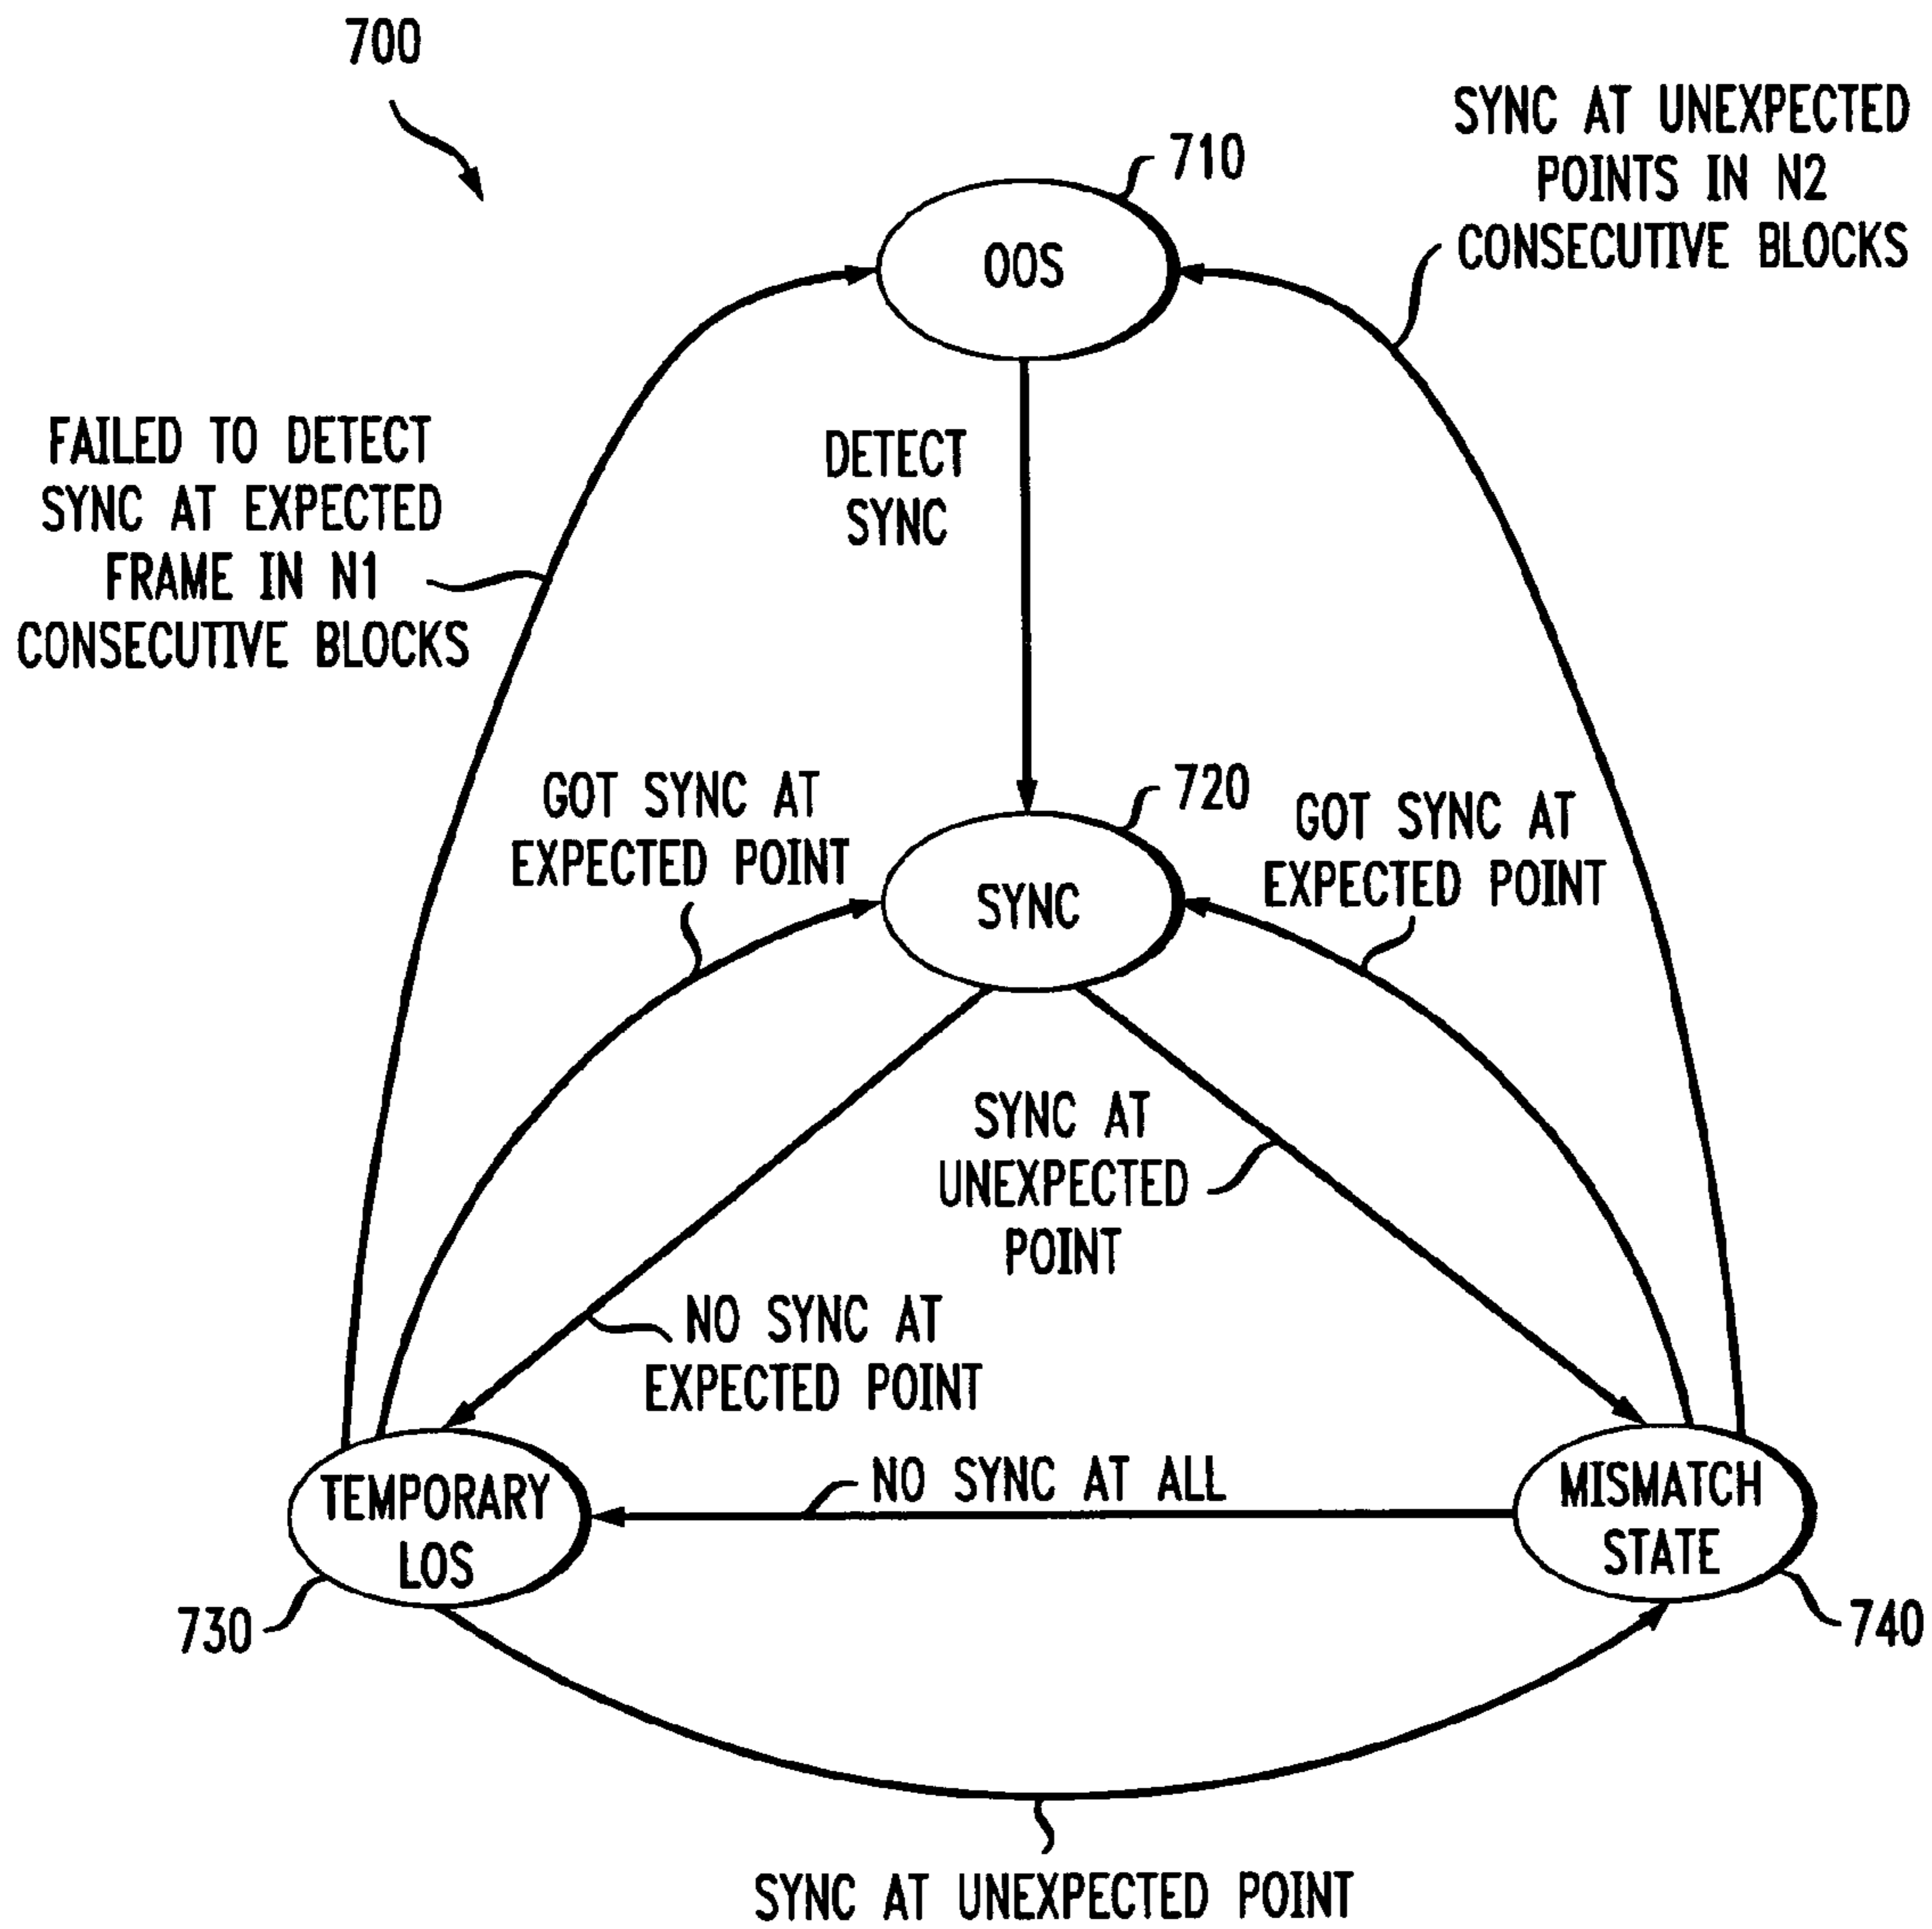 700
710
SYNC AT UNEXPECTED
POINTS IN N2
CONSECUTIVE BLOCKS
OOS
FAILED TO DETECT
SYNC AT EXPECTED
FRAME IN N1
CONSECUTIVE BLOCKS
DETECT
SYNC
720
GOT SYNC AT
EXPECTED POINT
GOT SYNC AT
EXPECTED POINT
SYNC
SYNC AT
UNEXPECTED
POINT
NO SYNC AT
EXPECTED POINT
NO SYNC AT ALL
TEMPORARY
LOS
MISMATCH
STATE
730
740
SYNC AT UNEXPECTED POINT